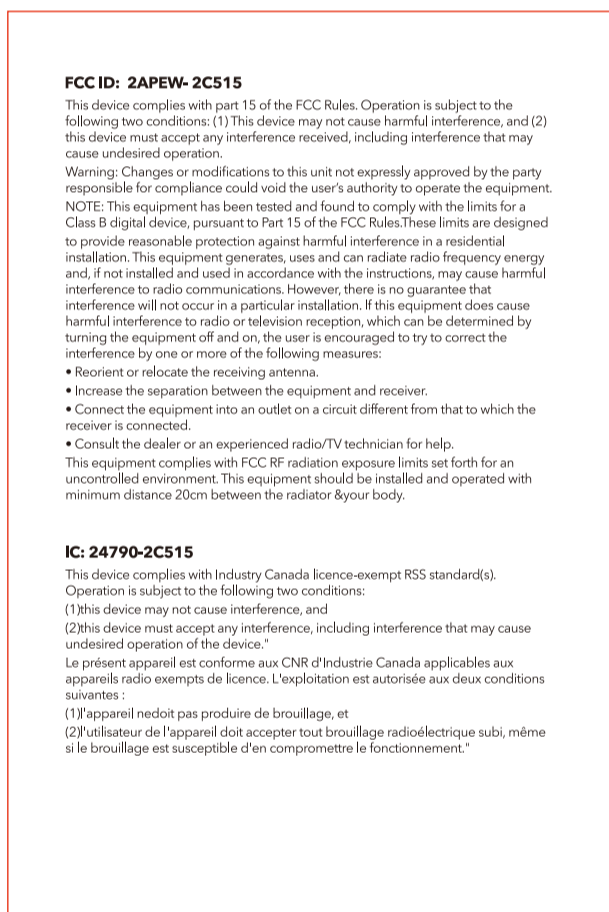 FCC ID: 2APEW- 2C515
This device complies with part 15 of the FCC Rules. Operation is subject to the
following two conditions: (1) This device may not cause harmful interference, and (2)
this device must accept any interference received, including interference that may
cause undesired operation.
Warning: Changes or modifications to this unit not expressly approved by the party
responsible for compliance could void the user's authority to operate the equipment.
NOTE: This equipment has been tested and found to comply with the limits for a
Class B digital device, pursuant to Part 15 of the FCC Rules.These limits are designed
to provide reasonable protection against harmful interference in a residential
installation. This equipment generates, uses and can radiate radio frequency energy
and, if not installed and used in accordance with the instructions, may cause harmful
interference to radio communications. However, there is no guarantee that
interference will not occur in a particular installation. If this equipment does cause
harmful interference to radio or television reception, which can be determined by
turning the equipment off and on, the user is encouraged to try to correct the
interference by one or more of the following measures:
• Reorient or relocate the receiving antenna.
• Increase the separation between the equipment and receiver.
• Connect the equipment into an outlet on a circuit different from that to which the
receiver is connected.
• Consult the dealer or an experienced radio/TV technician for help.
This equipment complies with FCC RF radiation exposure limits set forth for an
uncontrolled environment. This equipment should be installed and operated with
minimum distance 20cm between the radiator &your body.
IC: 24790-2C515
This device complies with Industry Canada licence-exempt RSS standard(s).
Operation is subject to the following two conditions:
(1)this device may not cause interference, and
(2)this device must accept any interference, including interference that may cause
undesired operation of the device."
Le présent appareil est conforme aux CNR d'Industrie Canada applicables aux
appareils radio exempts de licence. L'exploitation est autorisée aux deux conditions
suivantes :
(1)l'appareil nedoit pas produire de brouillage, et
(2)l'utilisateur de l'appareil doit accepter tout brouillage radioélectrique subi, même
si le brouillage est susceptible d'en compromettre le fonctionnement."